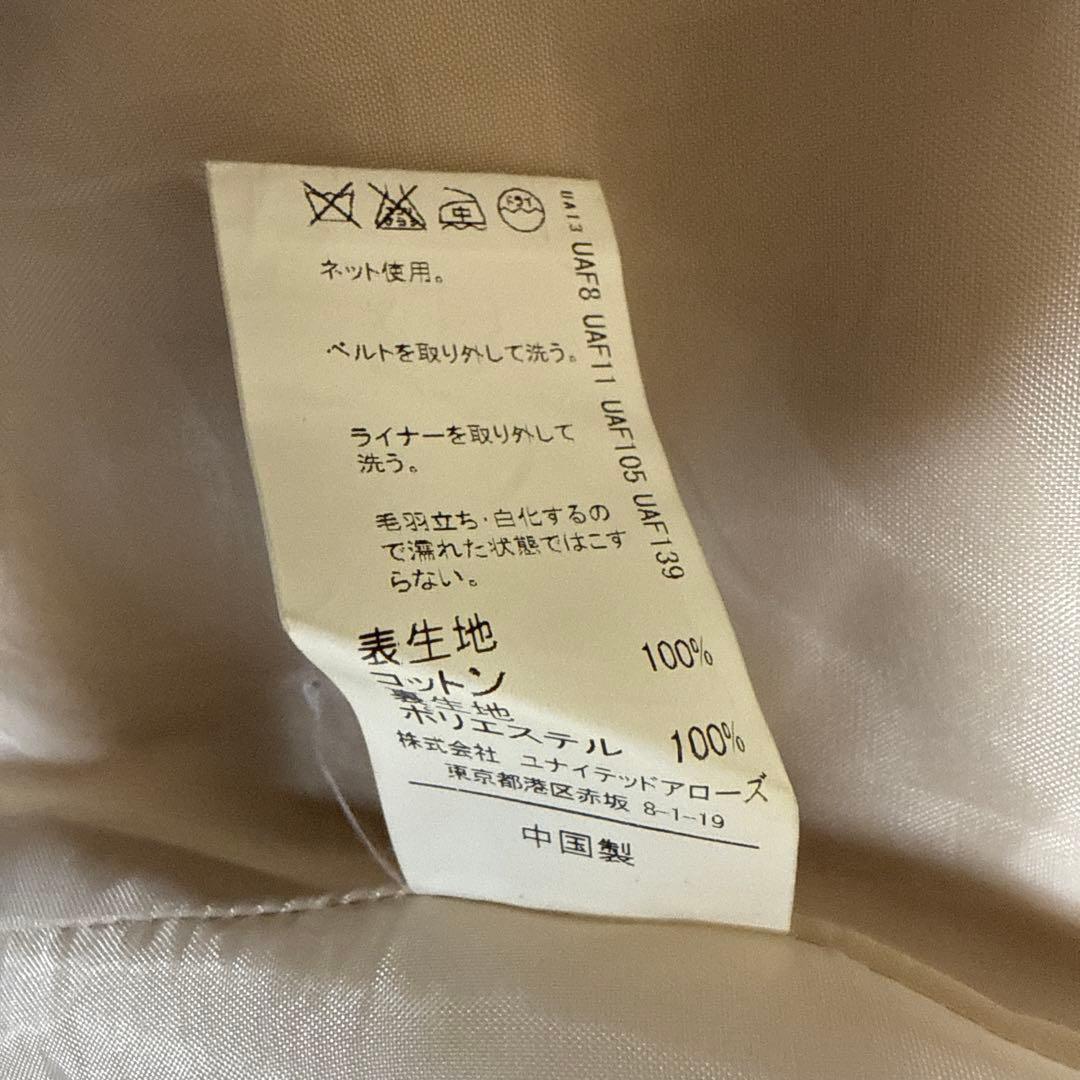 中
ドライ
UA13 UAF8 UAF11 UAF105 UAF139
ネット使用。
ベルトを取り外して洗う。
ライナーを取り外して
洗う。
毛羽立ち・白化するの
で濡れた状態ではこす
らない。
表生地
コットン 100%
裏生地
ポリエステル 100%
株式会社 ユナイテッドアローズ
東京都港区赤坂 8-1-19
中国製